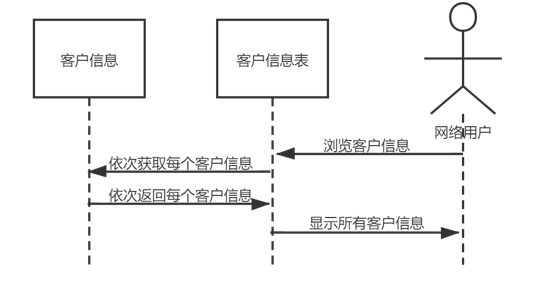 客户信息
客户信息表
网络用户
浏览客户信息
依次获取每个客户信息
依次返回每个客户信息
显示所有客户信息